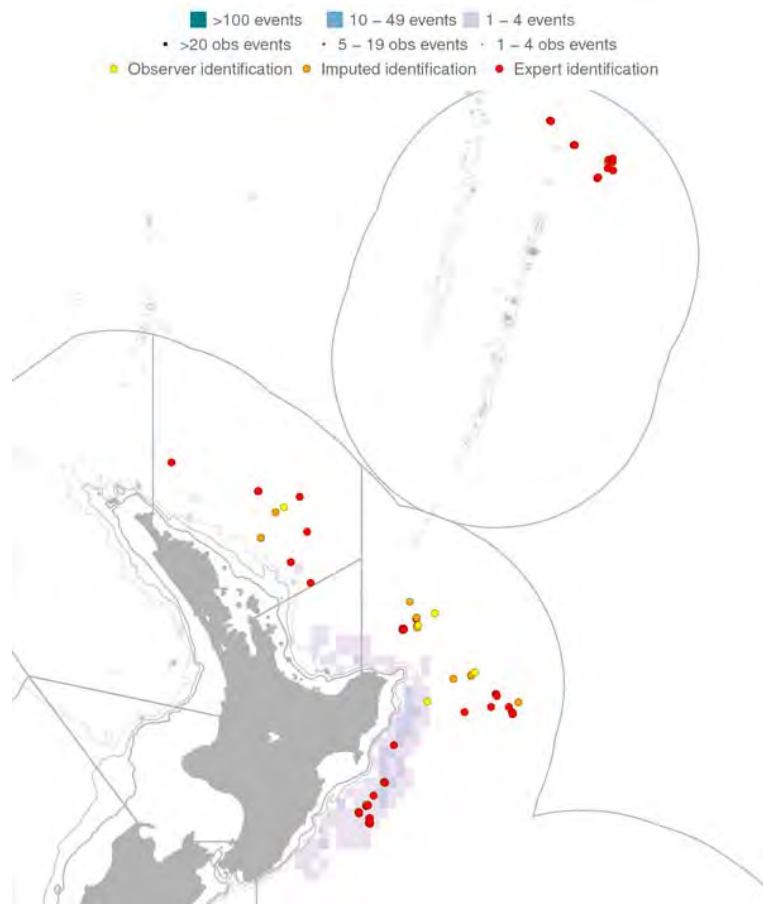 >100 events 10 – 49 events 1 – 4 events
>20 obs events 5 – 19 obs events 1 – 4 obs events
Observer identification Imputed identification Expert identification